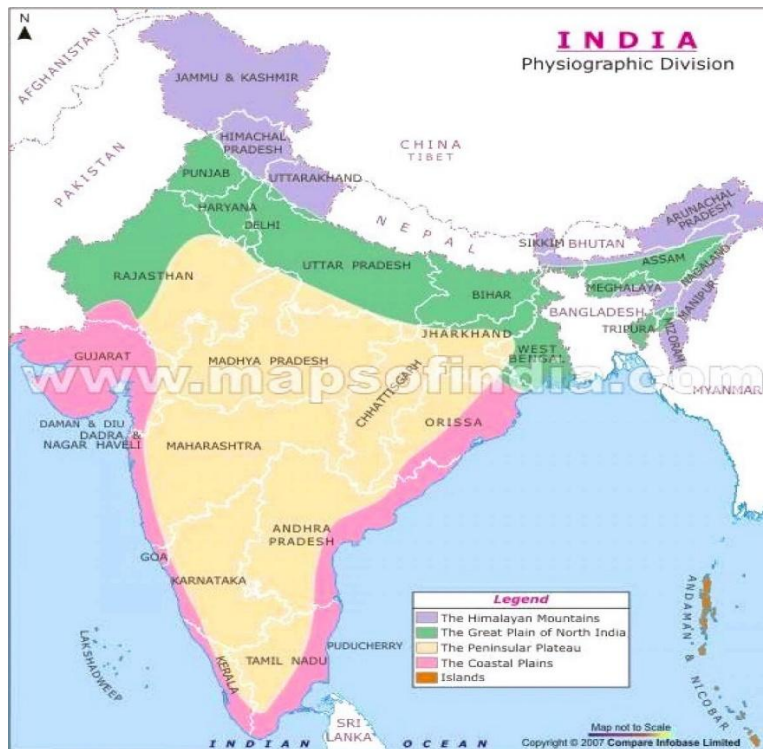 N
INDIA
Physiographic Division
AFGHANISTAN
JAMMU & KASHMIR
PAKISTAN
HIMACHAL
PRADESH
CHINA
TIBET
PUNJAB
UTTARAKHAND
HARYANA
DELHI
NEPAL
ARUNACHAL
PRADESH
SIKKIM
BHUTAN
ASSAM
NAGALAND
RAJASTHAN
UTTAR PRADESH
MEGHALAYA
BIHAR
MANIPUR
BANGLADESH
JHARKHAND
TRIPURA
MIZORAM
GUJARAT
MADHYA PRADESH
WEST
BENGAL
www.mapsofindia.com
CHHATTISGARH
MYANMAR
DAMAN & DIU
DADRA &
NAGAR HAVELI
ORISSA
MAHARASHTRA
ANDHRA
PRADESH
GOA
KARNATAKA
ANDAMAN & NICOBAR
Legend
The Himalayan Mountains
The Great Plain of North India
The Peninsular Plateau
The Coastal Plains
Islands
LAKSHADWEEP
KERALA
TAMIL NADU
PUDUCHERRY
SRI
LANKA
INDIAN OCEAN
Map not to Scale
Copyright © 2007 Compare Infobase Limited